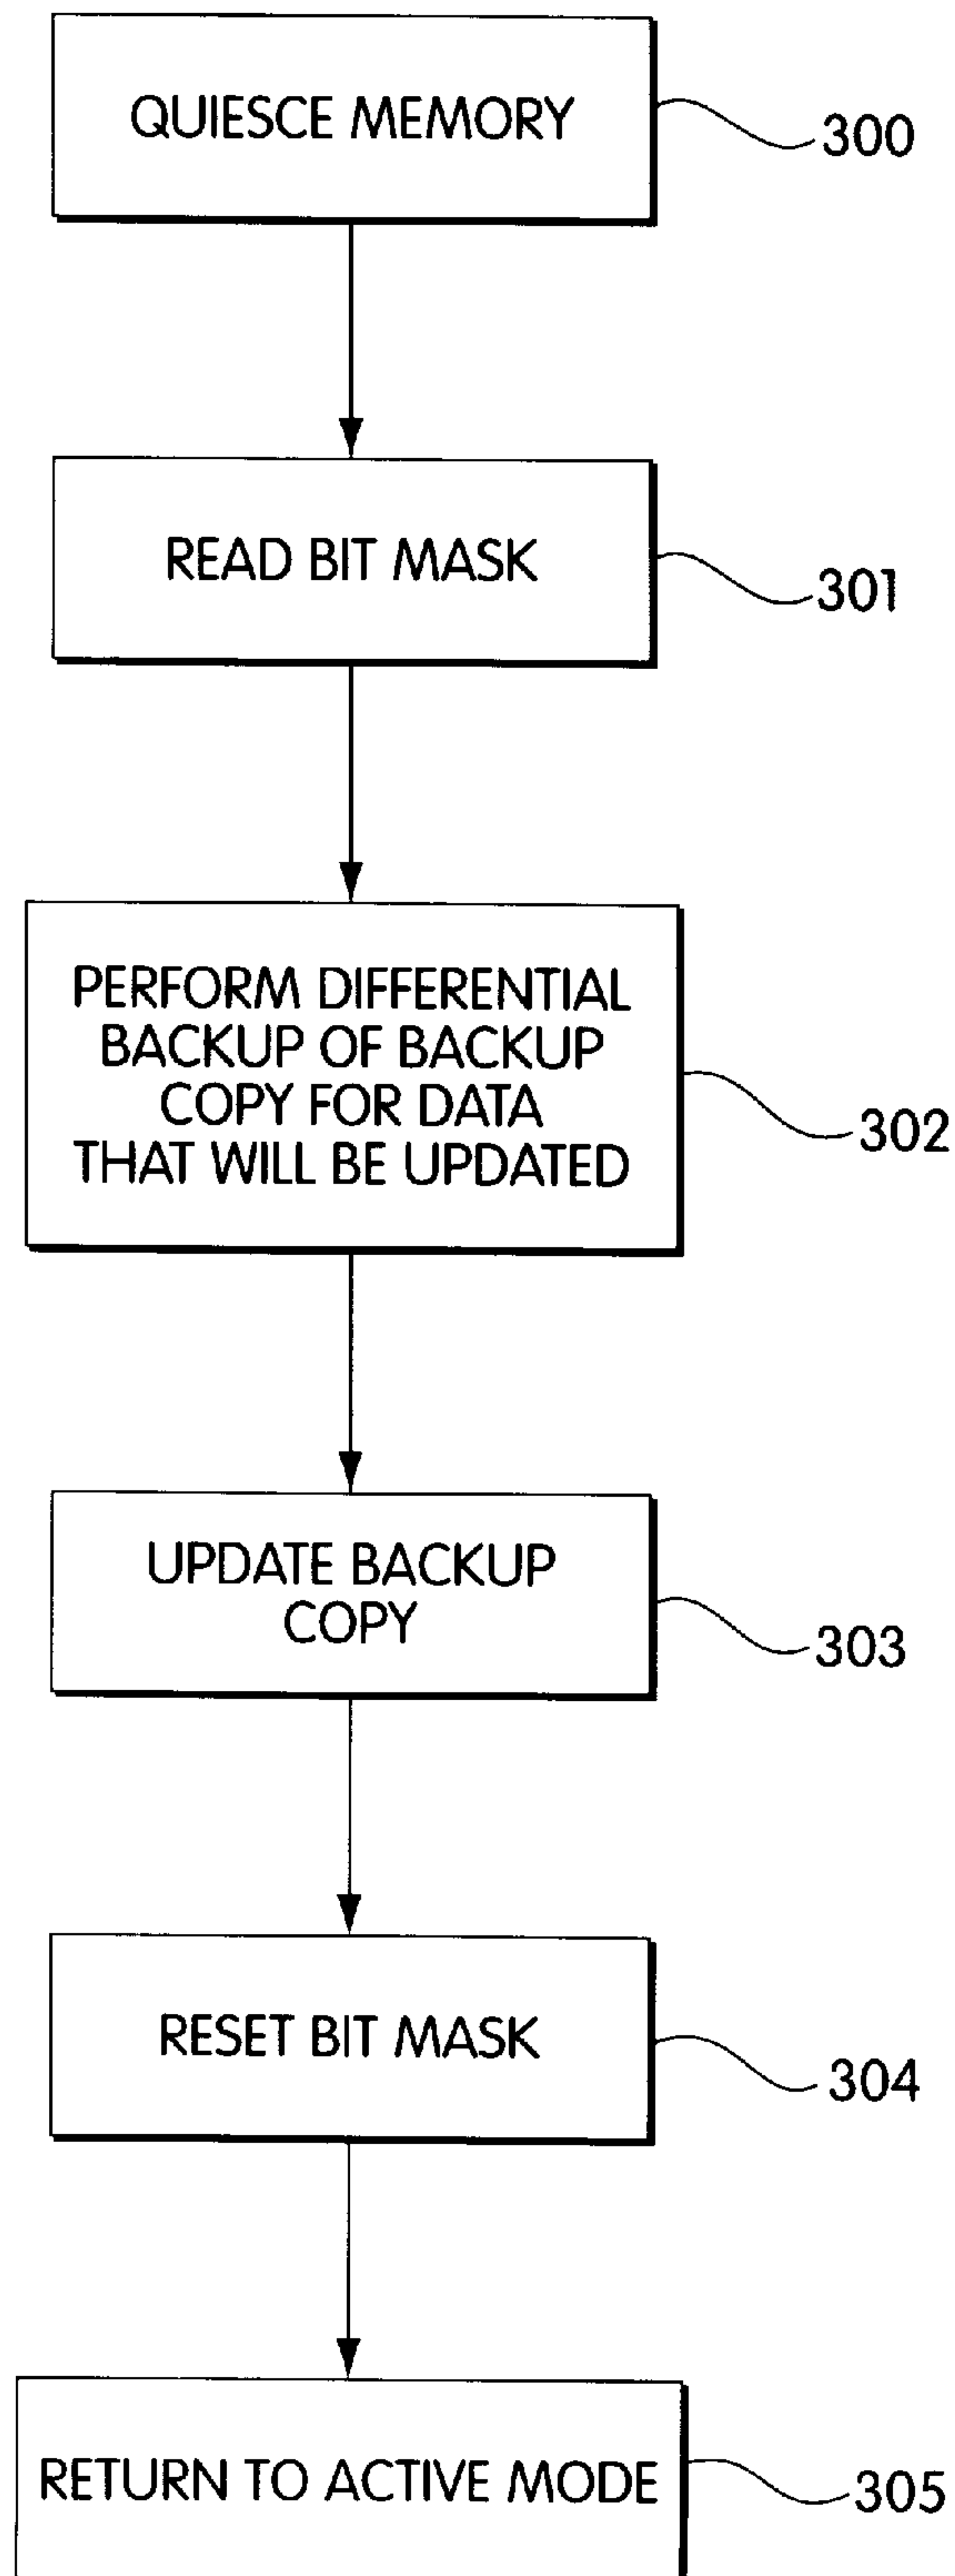 QUIESCE MEMORY
300
READ BIT MASK
301
PERFORM DIFFERENTIAL
BACKUP OF BACKUP
COPY FOR DATA
THAT WILL BE UPDATED
302
UPDATE BACKUP
COPY
303
RESET BIT MASK
304
RETURN TO ACTIVE MODE
305